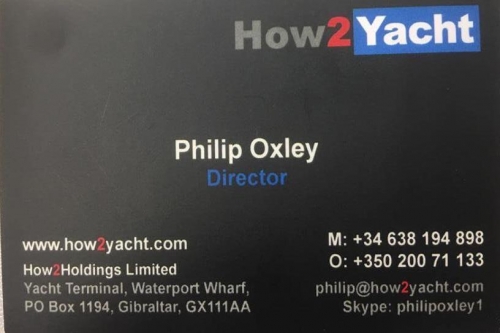 How2Yacht
Philip Oxley
Director
www.how2yacht.com
How2Holdings Limited
Yacht Terminal, Waterport Wharf,
PO Box 1194, Gibraltar, GX111AA
M: +34 638 194 898
O: +350 200 71 133
philip@how2yacht.com
Skype: philipoxley1